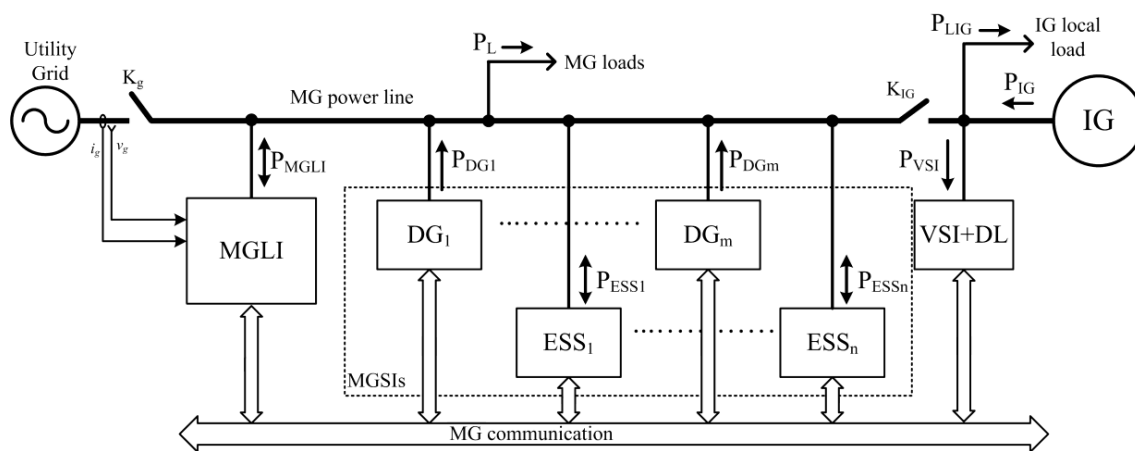 Utility
Grid
K_g
i_g
v_g
MG power line
P_L
MG loads
P_LIG
IG local
load
K_IG
P_IG
IG
P_MGLI
P_DG1
P_DGm
P_VSI
MGLI
DG_1
DG_m
VSI+DL
P_ESS1
P_ESSn
ESS_1
ESS_n
MGSIs
MG communication